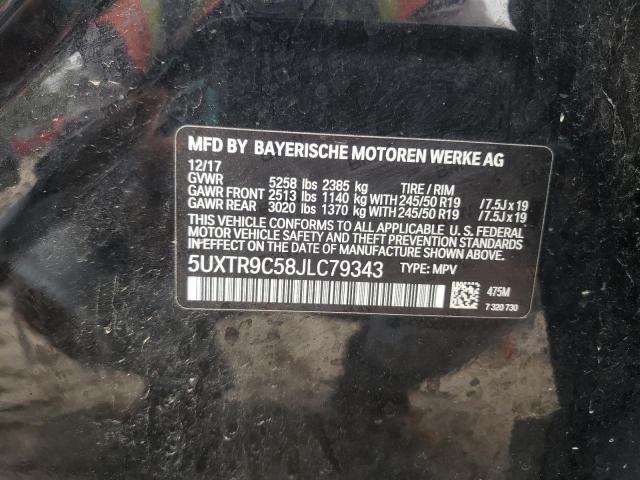 MFD BY BAYERISCHE MOTOREN WERKE AG
12/17
GVWR 5258 lbs 2385 kg TIRE / RIM
GAWR FRONT 2513 lbs 1140 kg WITH 245/50 R19 /7.5J x 19
GAWR REAR 3020 lbs 1370 kg WITH 245/50 R19 /7.5J x 19
THIS VEHICLE CONFORMS TO ALL APPLICABLE U. S. FEDERAL
MOTOR VEHICLE SAFETY, BUMPER, AND THEFT PREVENTION
STANDARDS IN EFFECT ON THE DATE OF MANUFACTURE SHOWN ABOVE.
5UXTR9C58JLC79343 TYPE: MPV
475M
7 320 730